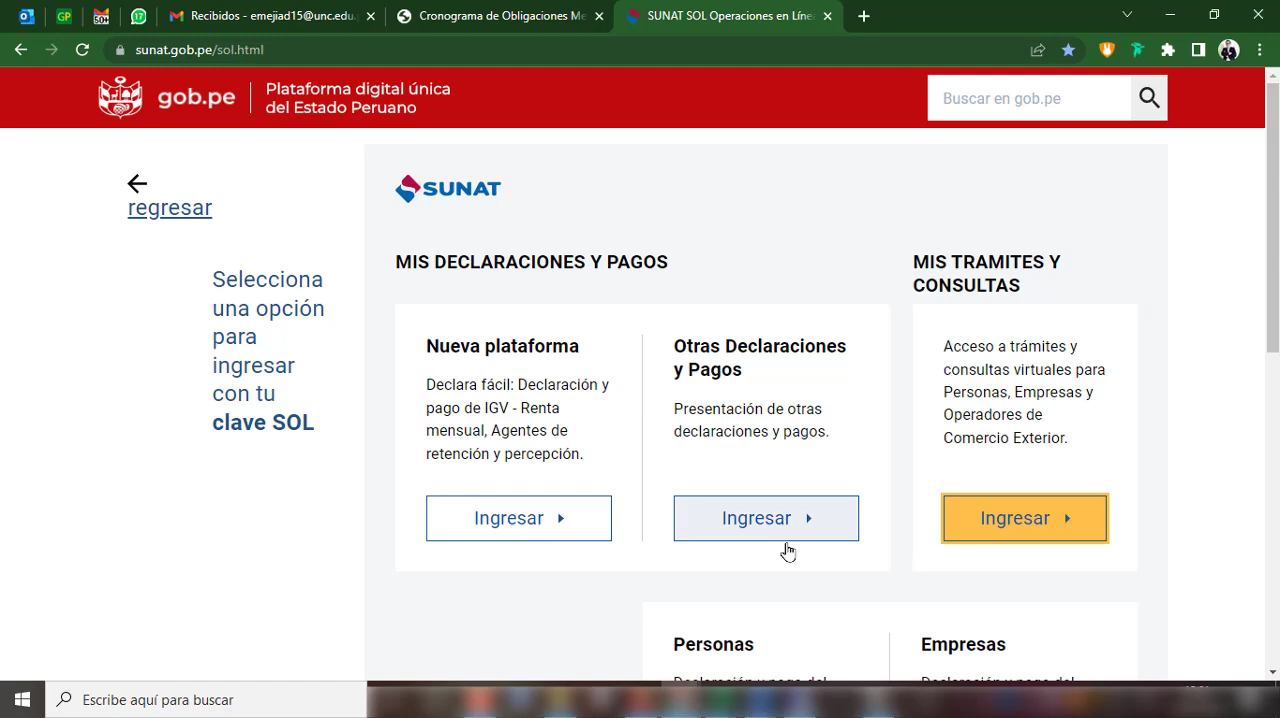 Recibidos - emejiad15@unc.edu.
Cronograma de Obligaciones Me
SUNAT SOL Operaciones en Líne
GP
50+
17
sunat.gob.pe/sol.html
gob.pe
Plataforma digital única
del Estado Peruano
Buscar en gob.pe
regresar
Selecciona
una opción
para
ingresar
con tu
clave SOL
SUNAT
MIS DECLARACIONES Y PAGOS
Nueva plataforma
Declara fácil: Declaración y
pago de IGV - Renta
mensual, Agentes de
retención y percepción.
Ingresar
Otras Declaraciones
y Pagos
Presentación de otras
declaraciones y pagos.
Ingresar
MIS TRAMITES Y
CONSULTAS
Acceso a trámites y
consultas virtuales para
Personas, Empresas y
Operadores de
Comercio Exterior.
Ingresar
Personas
Empresas
Escribe aquí para buscar